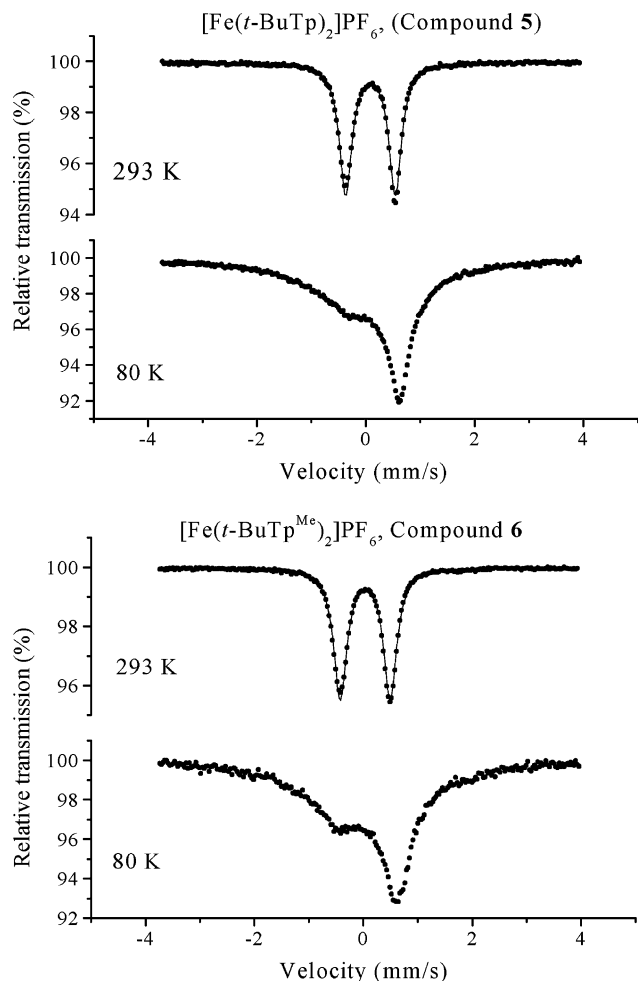 [Fe(t-BuTp)2]PF6, (Compound 5)
Relative transmission (%)
100
98
96
94
293 K
100
98
96
94
92
80 K
-4 -2 0 2 4
Velocity (mm/s)
[Fe(t-BuTpMe)2]PF6, Compound 6
Relative transmission (%)
100
98
96
293 K
100
98
96
94
92
80 K
-4 -2 0 2 4
Velocity (mm/s)